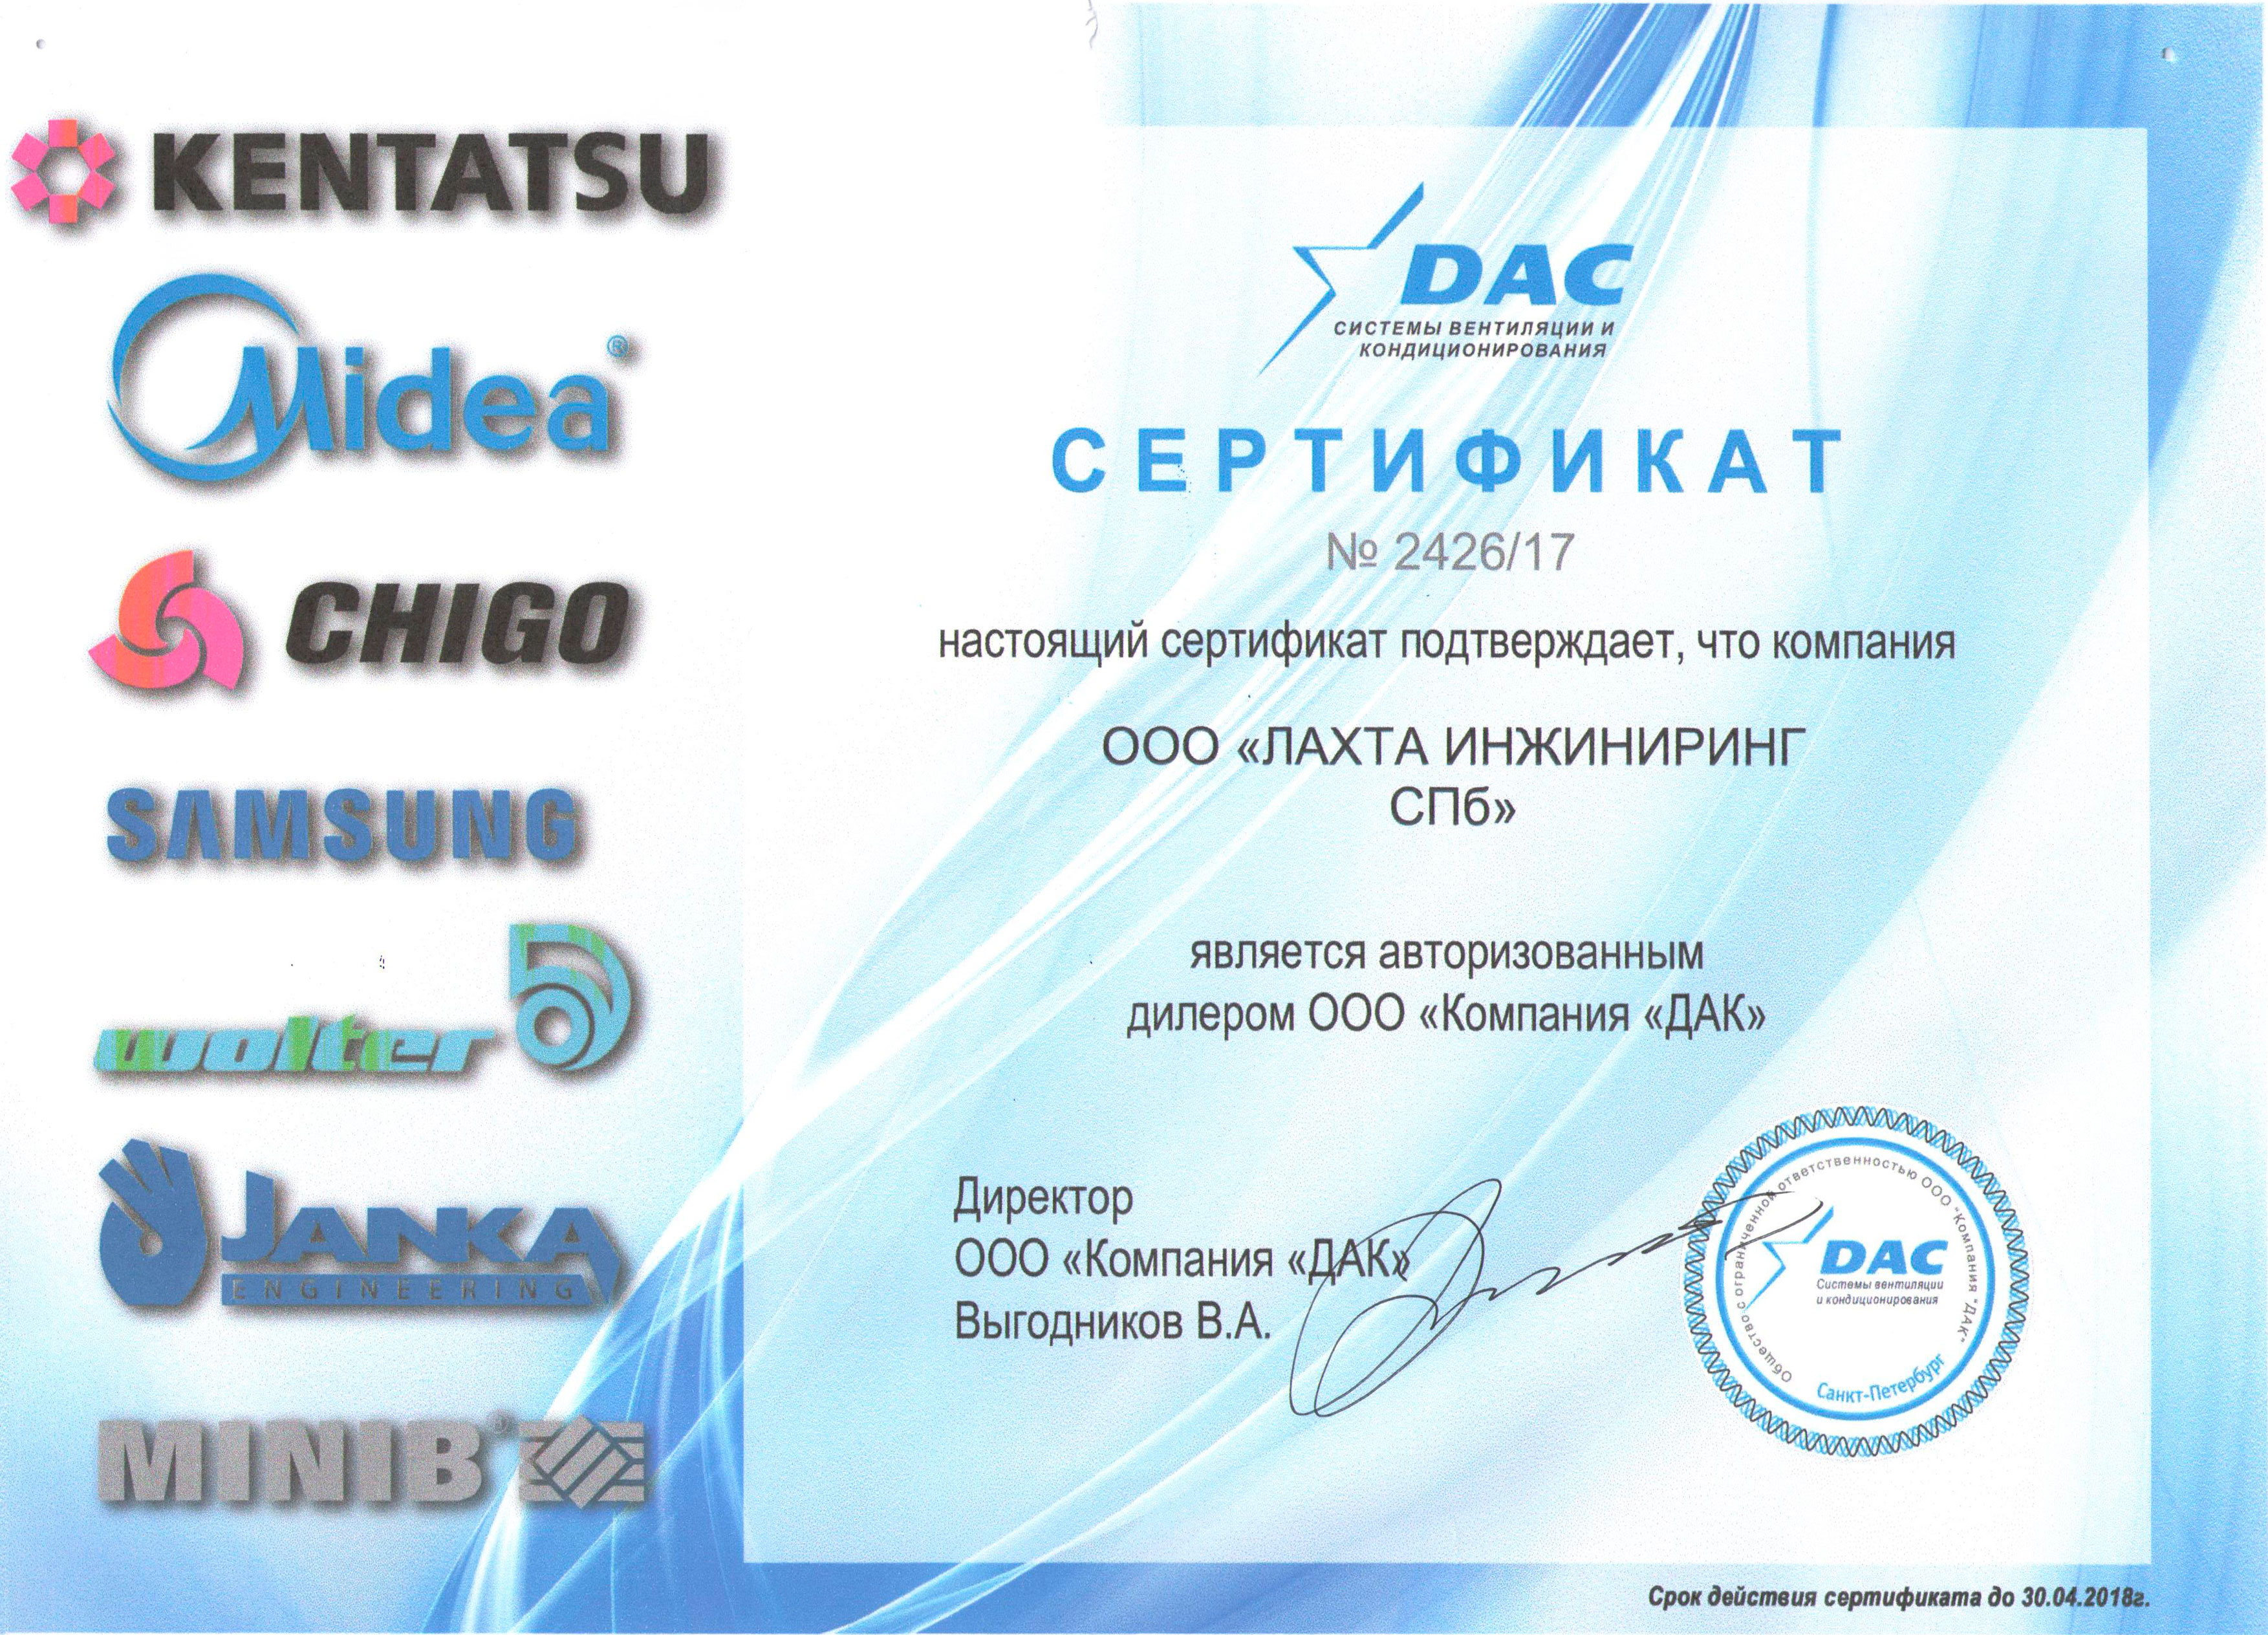 KENTATSU
Midea®
CHIGO
SAMSUNG
wolter
JANKA
ENGINEERING
MINIB®
DAC
СИСТЕМЫ ВЕНТИЛЯЦИИ И
КОНДИЦИОНИРОВАНИЯ
СЕРТИФИКАТ
№ 2426/17
настоящий сертификат подтверждает, что компания
ООО «ЛАХТА ИНЖИНИРИНГ
СПб»
является авторизованным
дилером ООО «Компания «ДАК»
Директор
ООО «Компания «ДАК»
Выгодников В.А.
Общество с ограниченной ответственностью ООО "Компания "ДАК"
DAC
Системы вентиляции
и кондиционирования
Санкт-Петербург
Срок действия сертификата до 30.04.2018г.